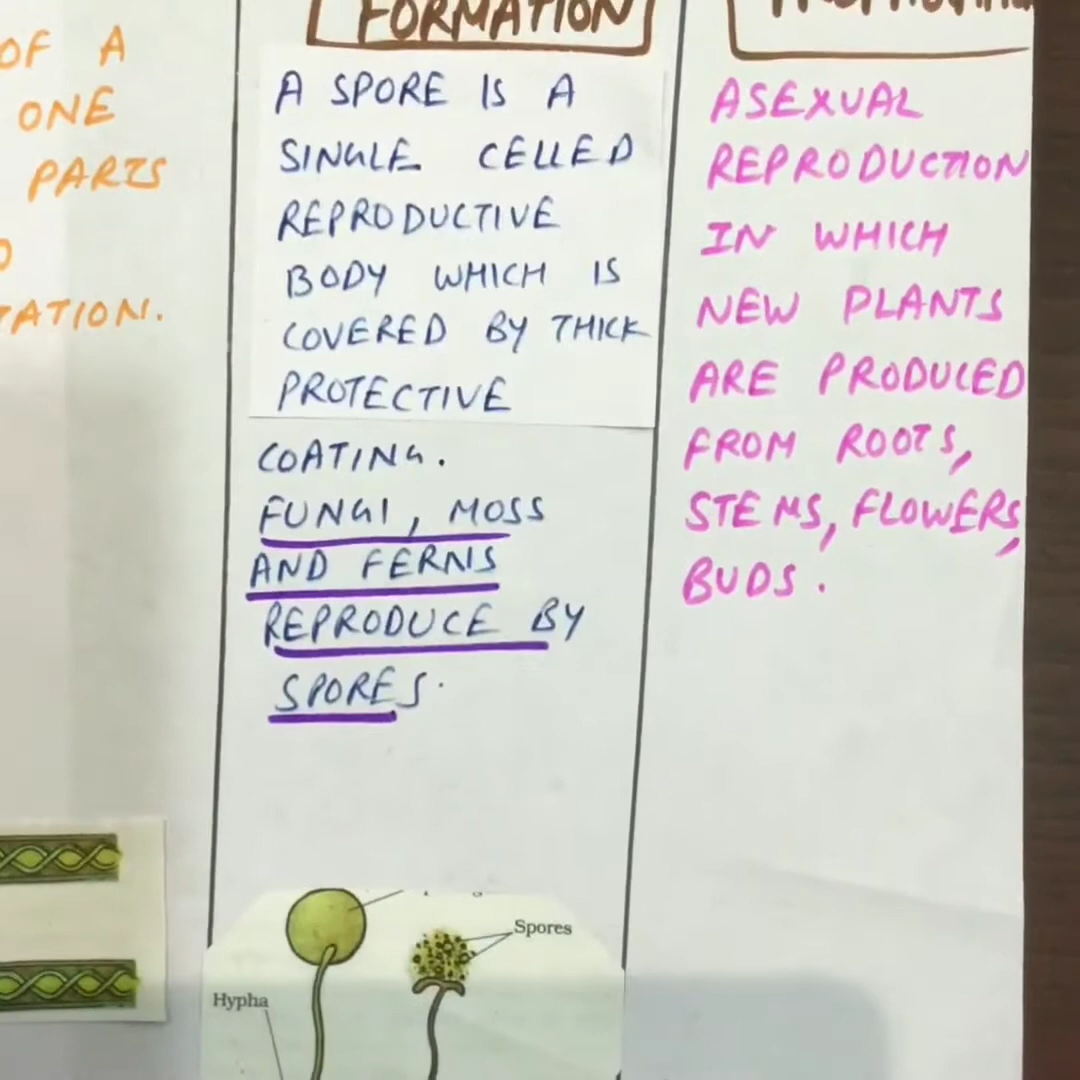 OF A
ONE
PARTS
TATION.
FORMATION
A SPORE IS A
SINGLE CELLED
REPRODUCTIVE
BODY WHICH IS
COVERED BY THICK
PROTECTIVE
COATING.
FUNGI, MOSS
AND FERNS
REPRODUCE BY
SPORES.
Spores
Hypha
ASEXUAL
REPRODUCTION
IN WHICH
NEW PLANTS
ARE PRODUCED
FROM ROOTS,
STEMS, FLOWERS,
BUDS.